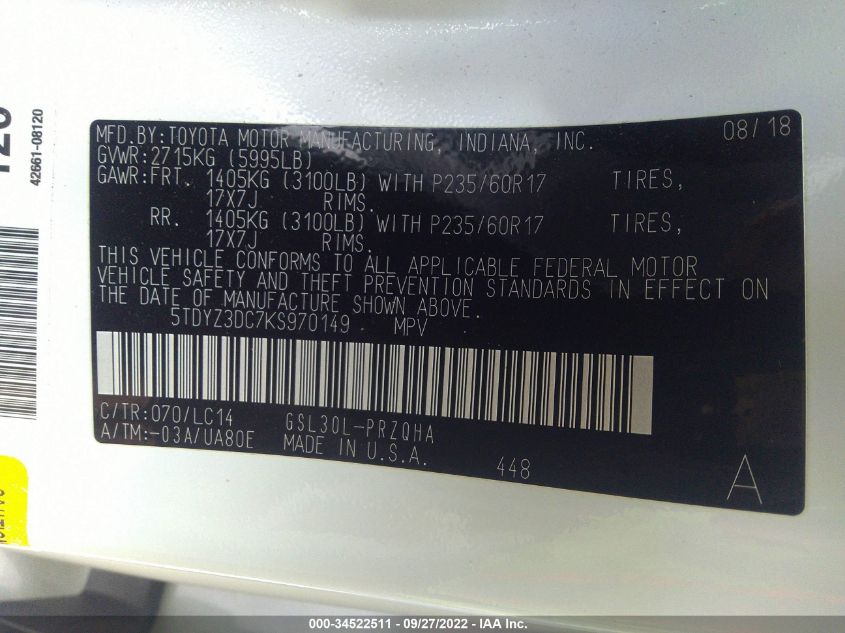 MFD.BY:TOYOTA MOTOR MANUFACTURING, INDIANA, INC. 08/18
GVWR:2715KG (5995LB)
GAWR:FRT. 1405KG (3100LB) WITH P235/60R17 TIRES,
17X7J RIMS.
RR. 1405KG (3100LB) WITH P235/60R17 TIRES,
17X7J RIMS.
THIS VEHICLE CONFORMS TO ALL APPLICABLE FEDERAL MOTOR
VEHICLE SAFETY AND THEFT PREVENTION STANDARDS IN EFFECT ON
THE DATE OF MANUFACTURE SHOWN ABOVE.
5TDYZ3DC7KS970149 MPV
C/TR:070/LC14 GSL30L-PRZQHA
A/TM:-03A/UA80E MADE IN U.S.A. 448 A
42661-08120
000-34522511 - 09/27/2022 - IAA Inc.